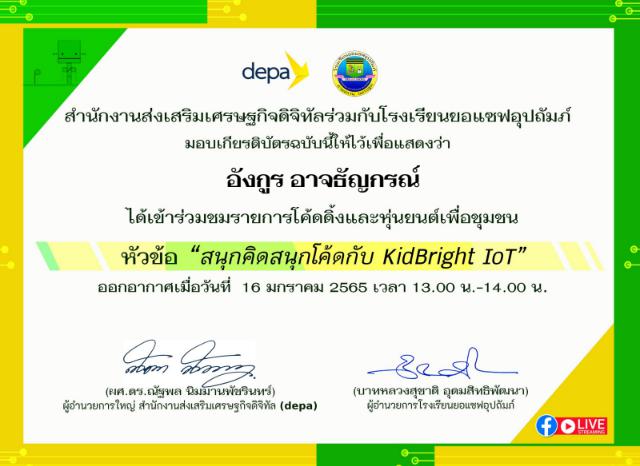 depa
สำนักงานส่งเสริมเศรษฐกิจดิจิทัลร่วมกับโรงเรียนยอแซฟอุปถัมภ์
มอบเกียรติบัตรฉบับนี้ให้ไว้เพื่อแสดงว่า
อังกูร อาจธัญกรณ์
ได้เข้าร่วมชมรายการโค้ดดิ้งและหุ่นยนต์เพื่อชุมชน
หัวข้อ “สนุกคิดสนุกโค้ดกับ KidBright IoT”
ออกอากาศเมื่อวันที่ 16 มกราคม 2565 เวลา 13.00 น.-14.00 น.
(ผศ.ดร.ณัฐพล นิมมานพัชรินทร์)
ผู้อำนวยการใหญ่ สำนักงานส่งเสริมเศรษฐกิจดิจิทัล (depa)
(บาทหลวงสุชาติ อุดมสิทธิพัฒนา)
ผู้อำนวยการโรงเรียนยอแซฟอุปถัมภ์
LIVE
STREAMING